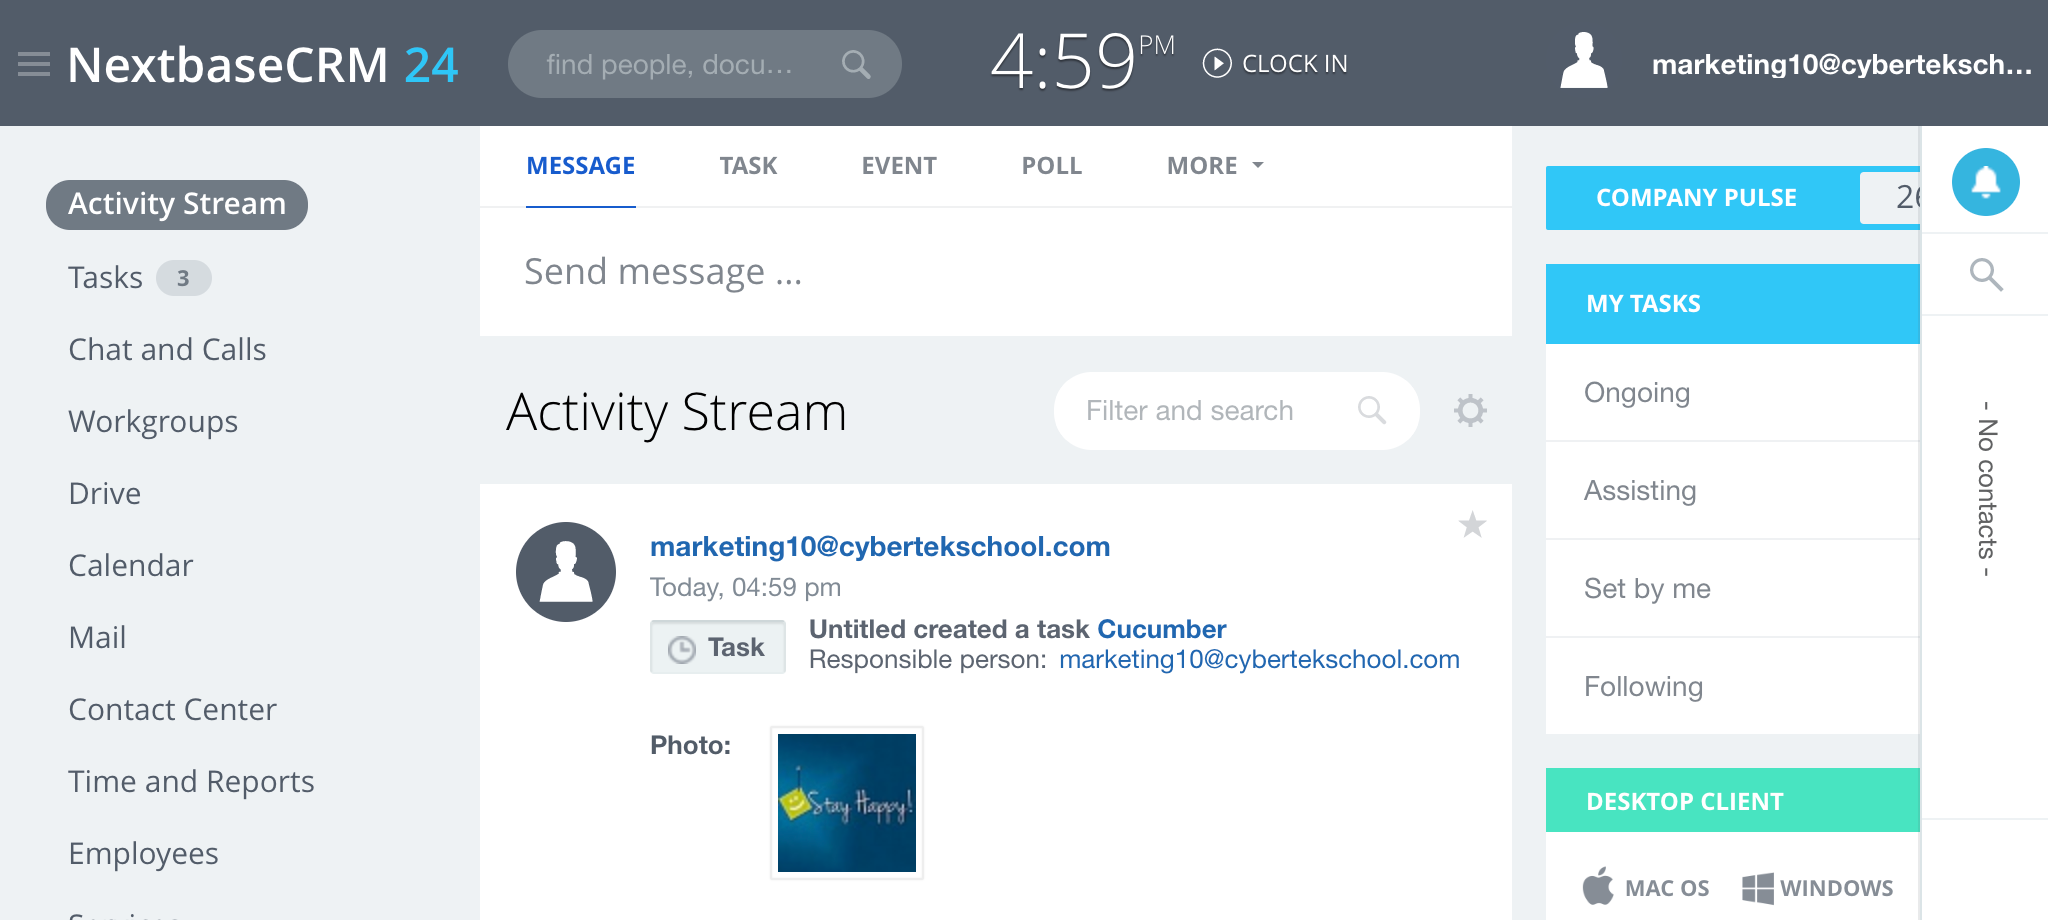 NextbaseCRM 24
find people, docu...
4:59 PM
CLOCK IN
marketing10@cyberteksch...
Activity Stream
Tasks 3
Chat and Calls
Workgroups
Drive
Calendar
Mail
Contact Center
Time and Reports
Employees
MESSAGE
TASK
EVENT
POLL
MORE
Send message ...
Activity Stream
Filter and search
marketing10@cybertekschool.com
Today, 04:59 pm
Task
Untitled created a task Cucumber
Responsible person: marketing10@cybertekschool.com
Photo:
Stay Happy!
COMPANY PULSE
MY TASKS
Ongoing
Assisting
Set by me
Following
DESKTOP CLIENT
MAC OS
WINDOWS
- No contacts -